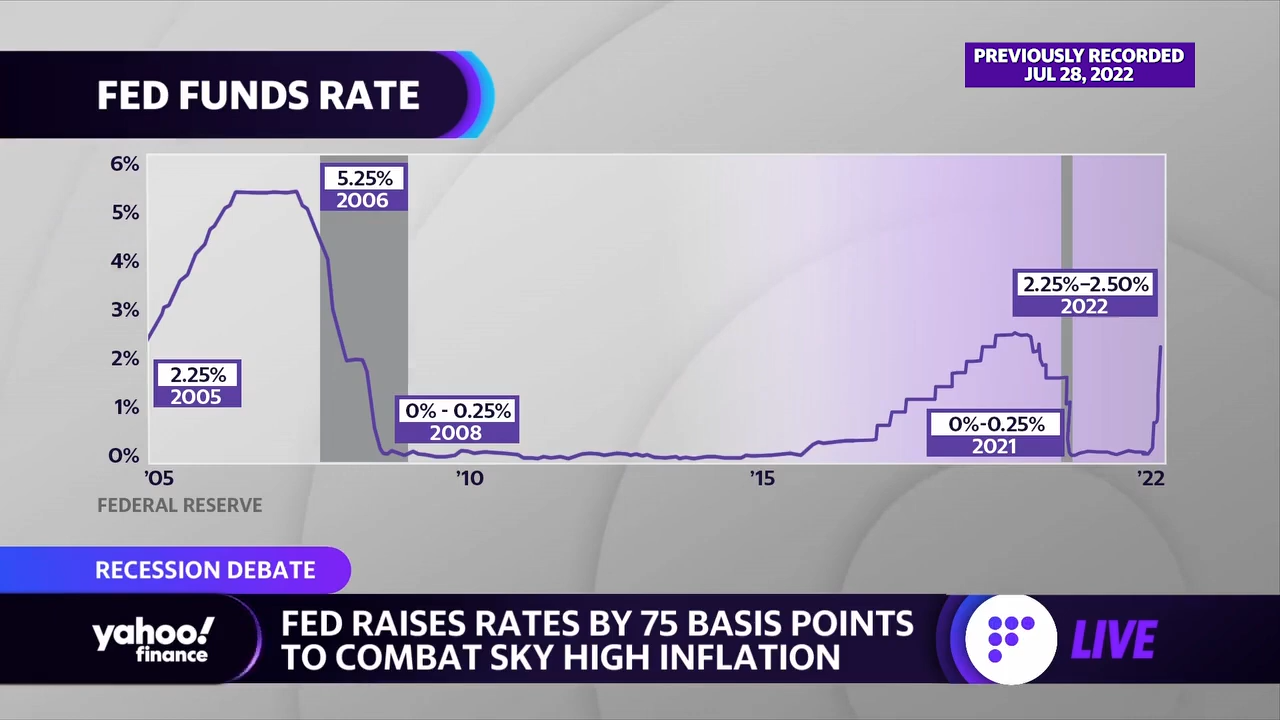 PREVIOUSLY RECORDED
JUL 28, 2022
FED FUNDS RATE
6%
5%
4%
3%
2%
1%
0%
5.25%
2006
2.25%–2.50%
2022
2.25%
2005
0% - 0.25%
2008
0%-0.25%
2021
’05
’10
’15
’22
FEDERAL RESERVE
RECESSION DEBATE
yahoo!
finance
FED RAISES RATES BY 75 BASIS POINTS
TO COMBAT SKY HIGH INFLATION
LIVE